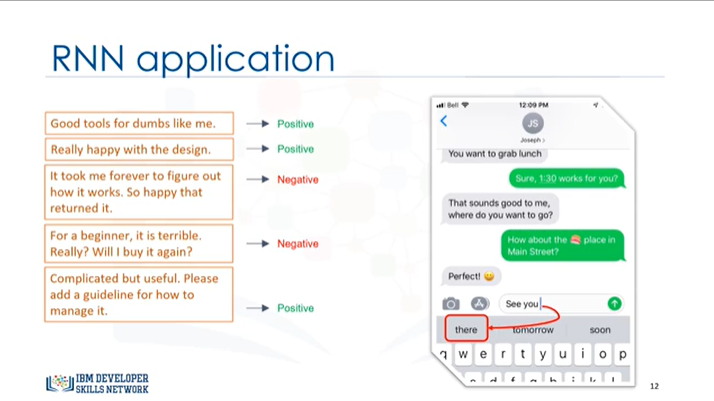 RNN application
Good tools for dumbs like me.
Positive
Really happy with the design.
Positive
It took me forever to figure out
how it works. So happy that
returned it.
Negative
For a beginner, it is terrible.
Really? Will I buy it again?
Negative
Complicated but useful. Please
add a guideline for how to
manage it.
Positive
Bell
12:09 PM
JS
Joseph >
You want to grab lunch
Sure, 1:30 works for you?
That sounds good to me,
where do you want to go?
How about the 🍔 place in
Main Street?
Perfect! 😀
See you
there
tomorrow
soon
q w e r t y u i o p
IBM DEVELOPER
SKILLS NETWORK
12